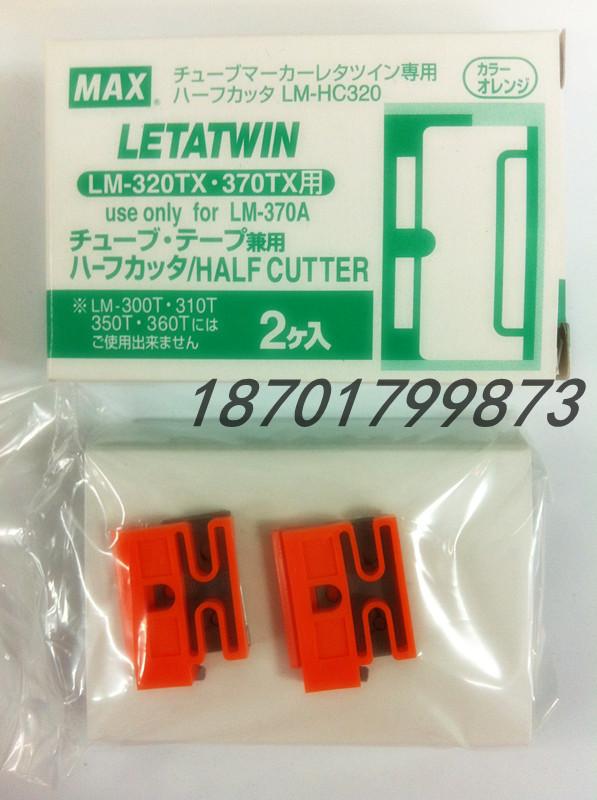 MAX®
チューブマーカーレタツイン専用
ハーフカッタ LM-HC320
カラー
オレンジ
LETATWIN
LM-320TX・370TX用
use only for LM-370A
チューブ・テープ兼用
ハーフカッタ/HALF CUTTER
※LM-300T・310T
350T・360Tには
ご使用出来ません
2ヶ入
18701799873